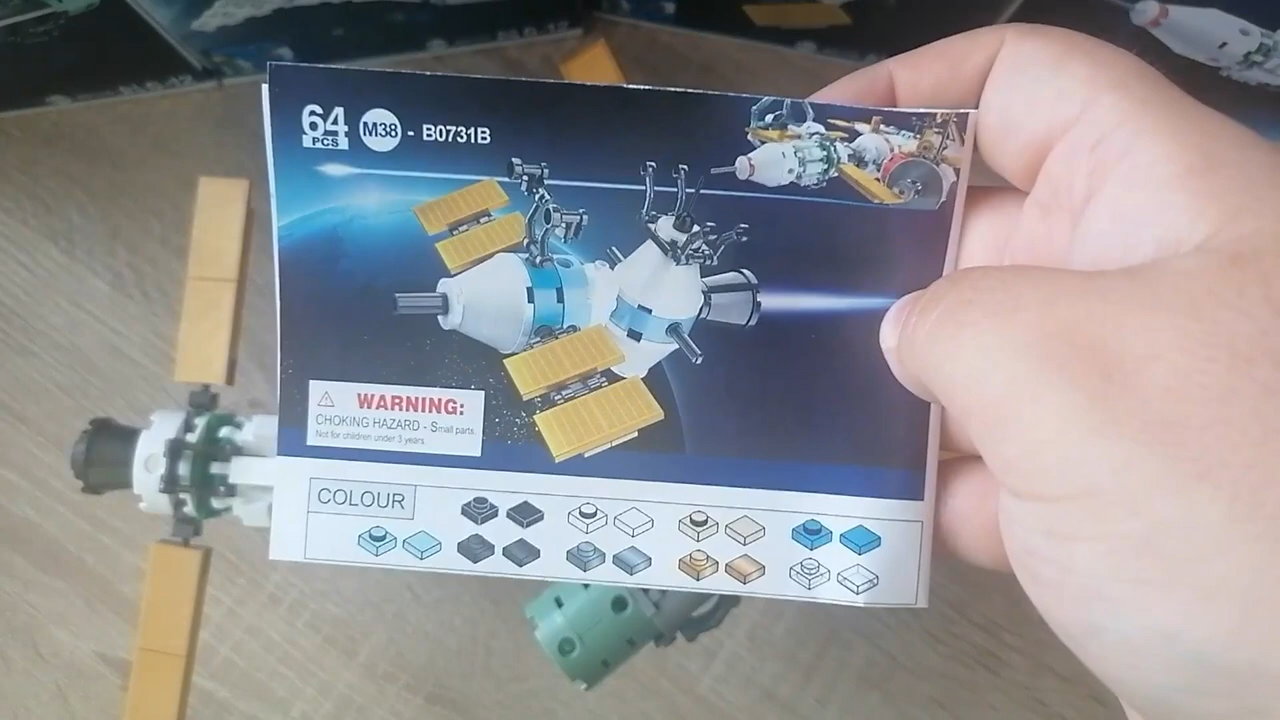 64
PCS
M38 - B0731B
WARNING:
CHOKING HAZARD - Small parts.
Not for children under 3 years.
COLOUR